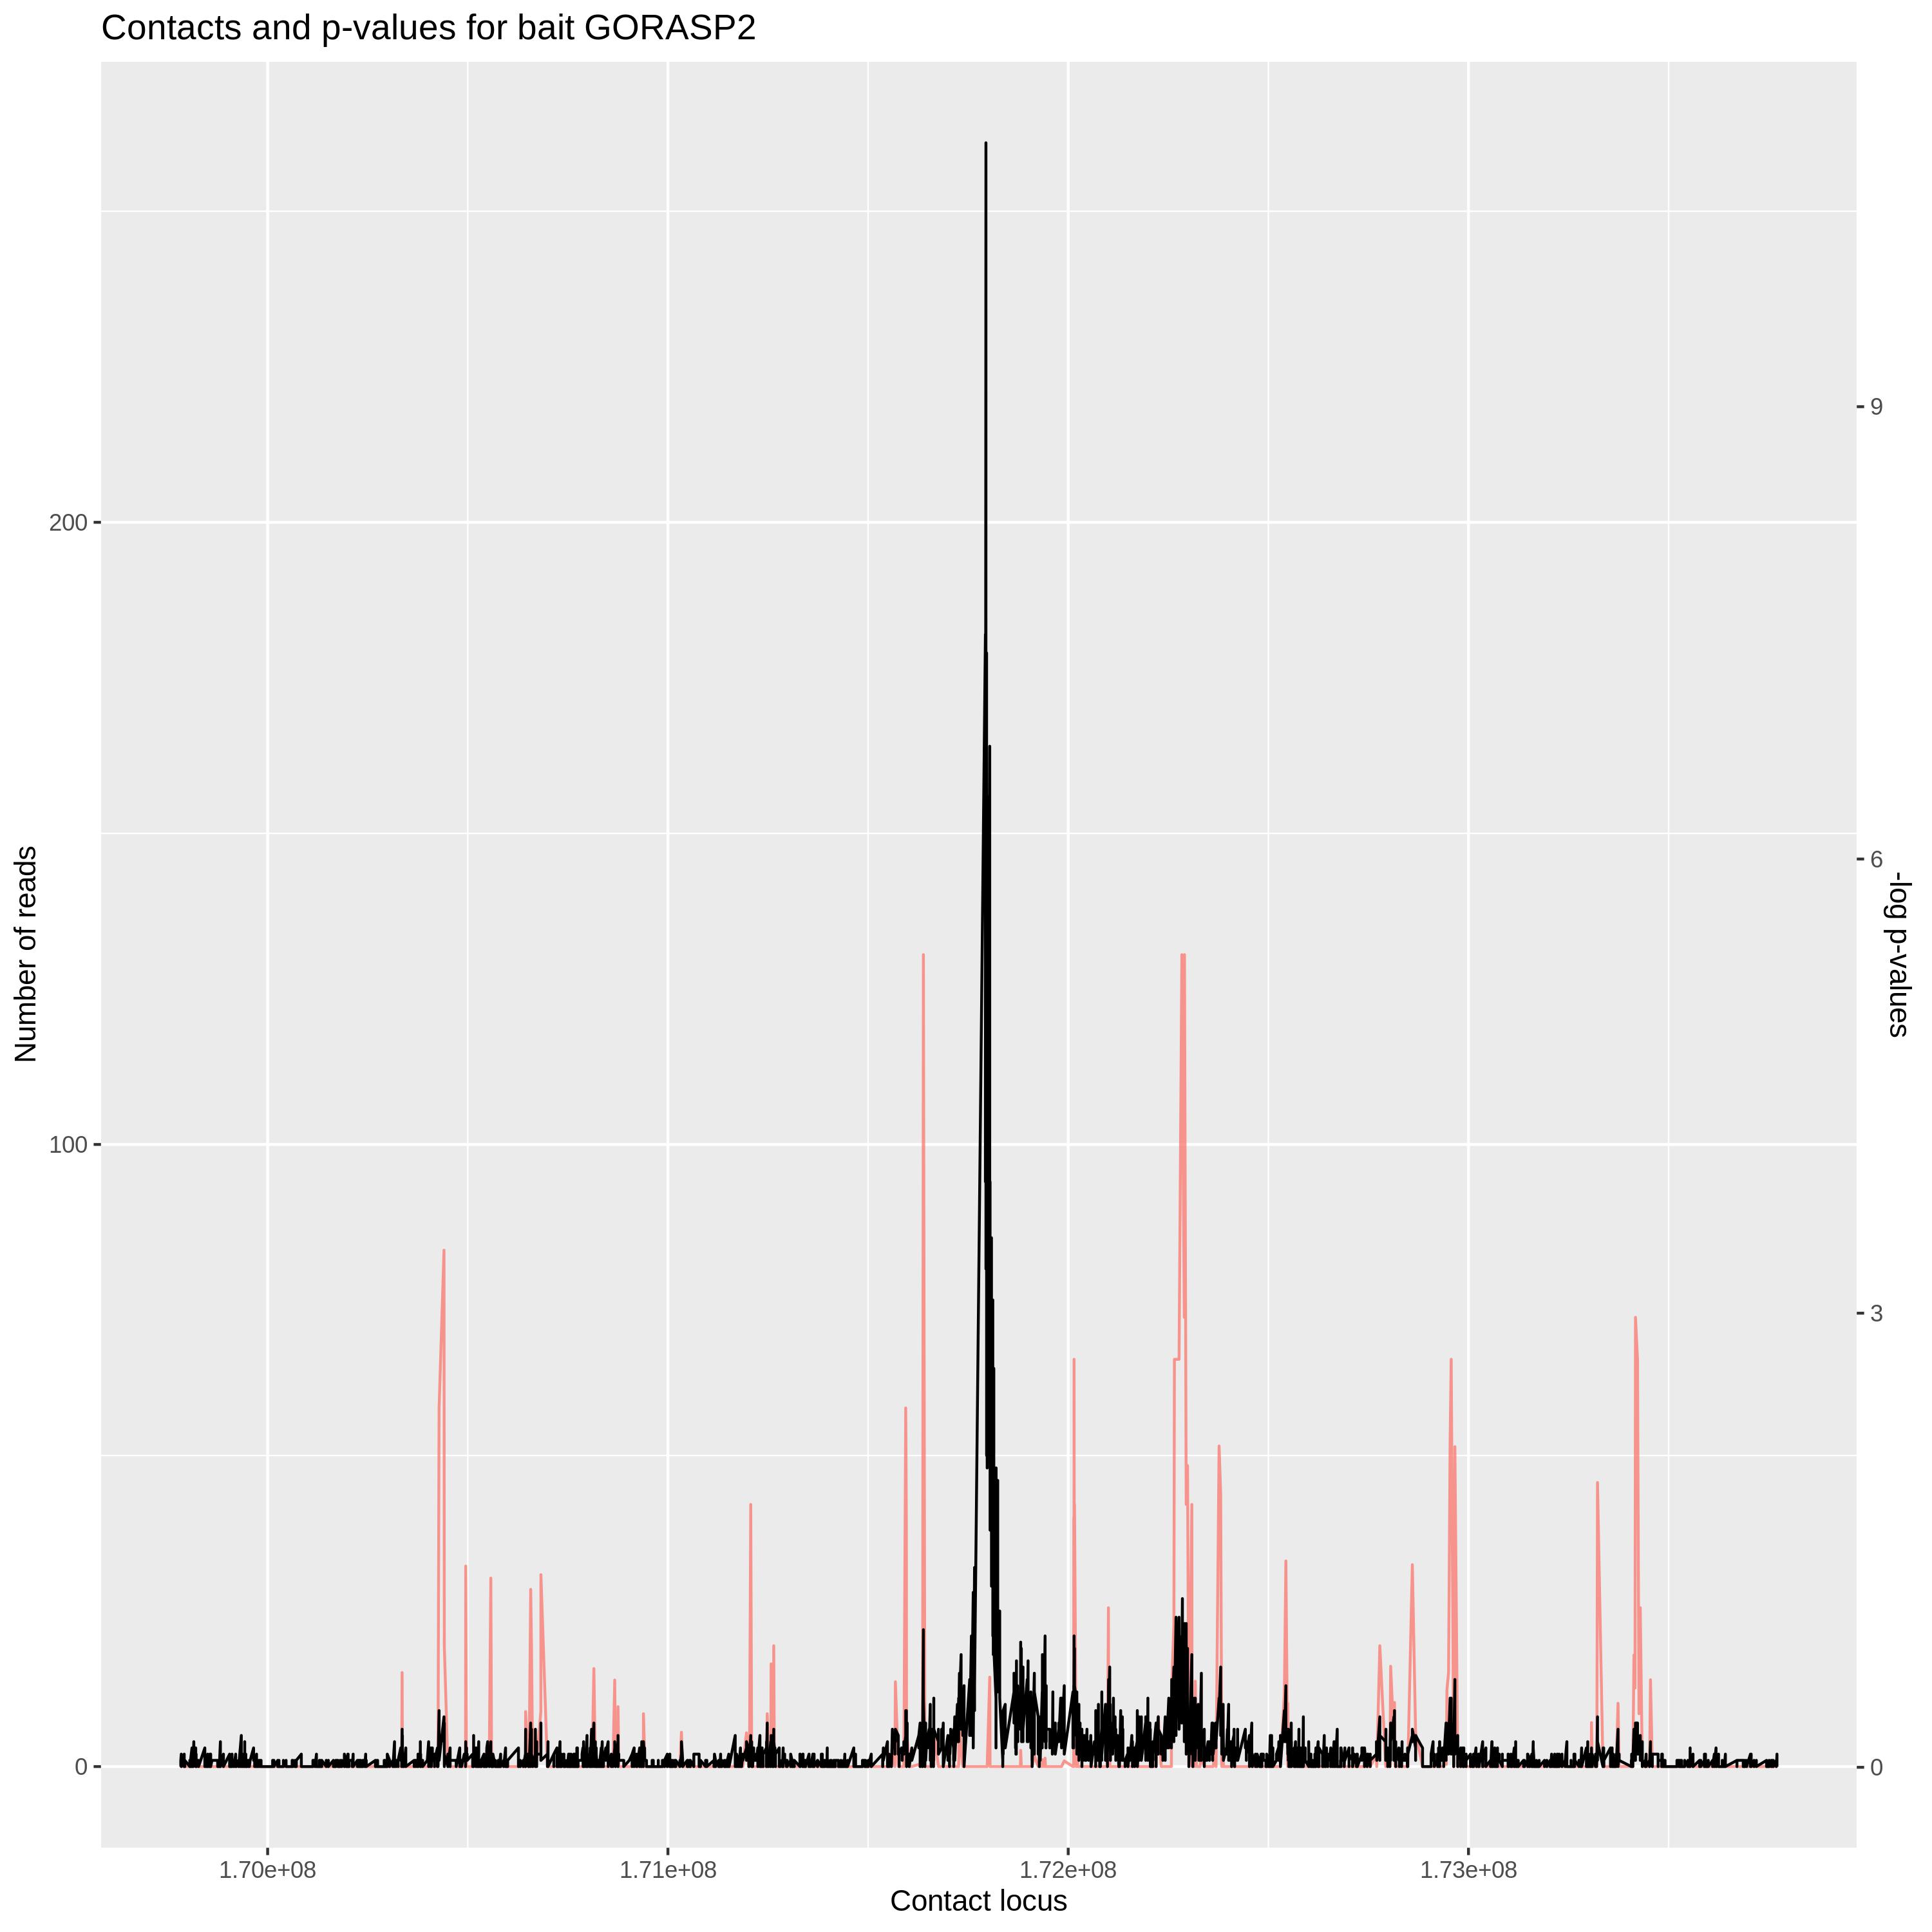 Contacts and p-values for bait GORASP2
Number of reads
200
100
0
9
6
3
0
-log p-values
1.70e+08
1.71e+08
1.72e+08
1.73e+08
Contact locus